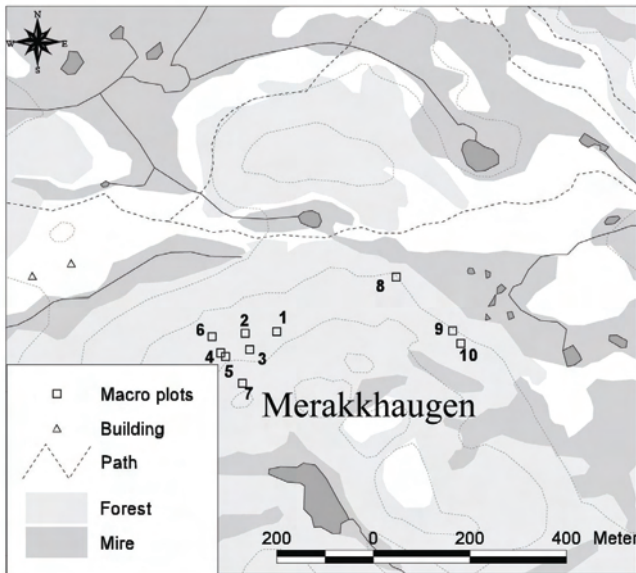 N
W E
S
8
1
2
9
6
10
3
4
5
7
Merakkhaugen
Macro plots
Building
Path
Forest
Mire
200 0 200 400 Meter